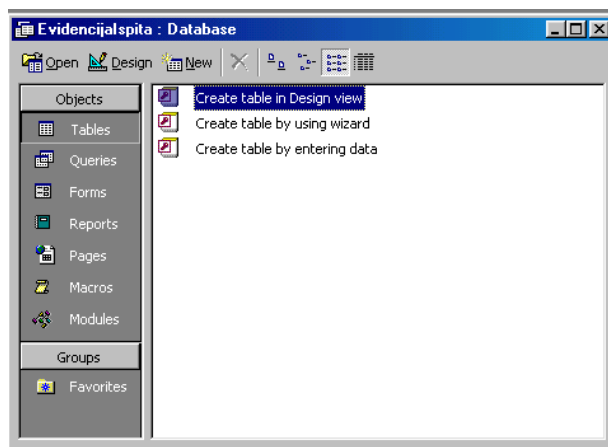 EvidencijaIspita : Database
Open Design New
Objects
Tables
Queries
Forms
Reports
Pages
Macros
Modules
Groups
Favorites
Create table in Design view
Create table by using wizard
Create table by entering data